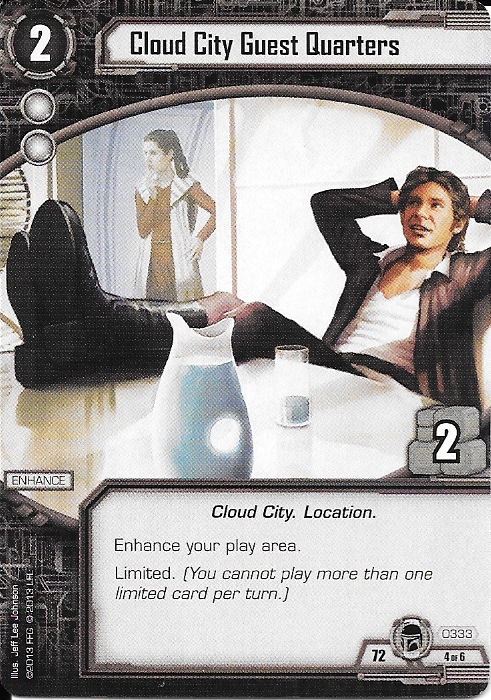 2
Cloud City Guest Quarters
2
ENHANCE
Cloud City. Location.
Enhance your play area.
Limited. (You cannot play more than one
limited card per turn.)
Illus. Jeff Lee Johnson
©2013 FFG ©2013 LFL
0333
72
4 of 6